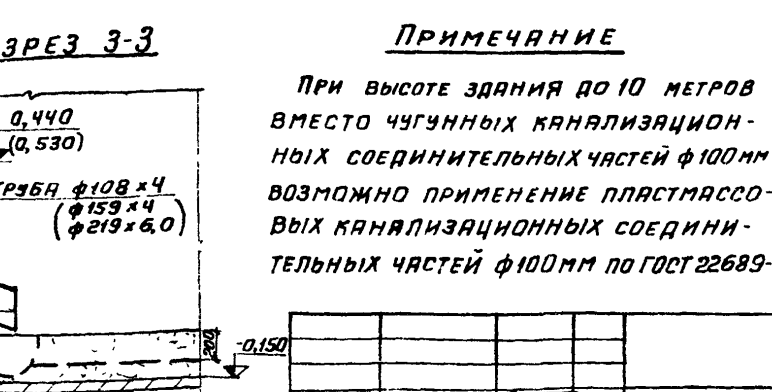 ЗРЕЗ 3-3
0,440
(0,530)
ТРУБА ф108×4
(ф159×4
ф219×6,0)
200
-0,150
ПРИМЕЧАНИЕ
ПРИ ВЫСОТЕ ЗДАНИЯ ДО 10 МЕТРОВ
ВМЕСТО ЧУГУННЫХ КАНАЛИЗАЦИОН-
НЫХ СОЕДИНИТЕЛЬНЫХ ЧАСТЕЙ ф100мм
ВОЗМОЖНО ПРИМЕНЕНИЕ ПЛАСТМАССО-
ВЫХ КАНАЛИЗАЦИОННЫХ СОЕДИНИ-
ТЕЛЬНЫХ ЧАСТЕЙ ф100мм ПО ГОСТ 22689-